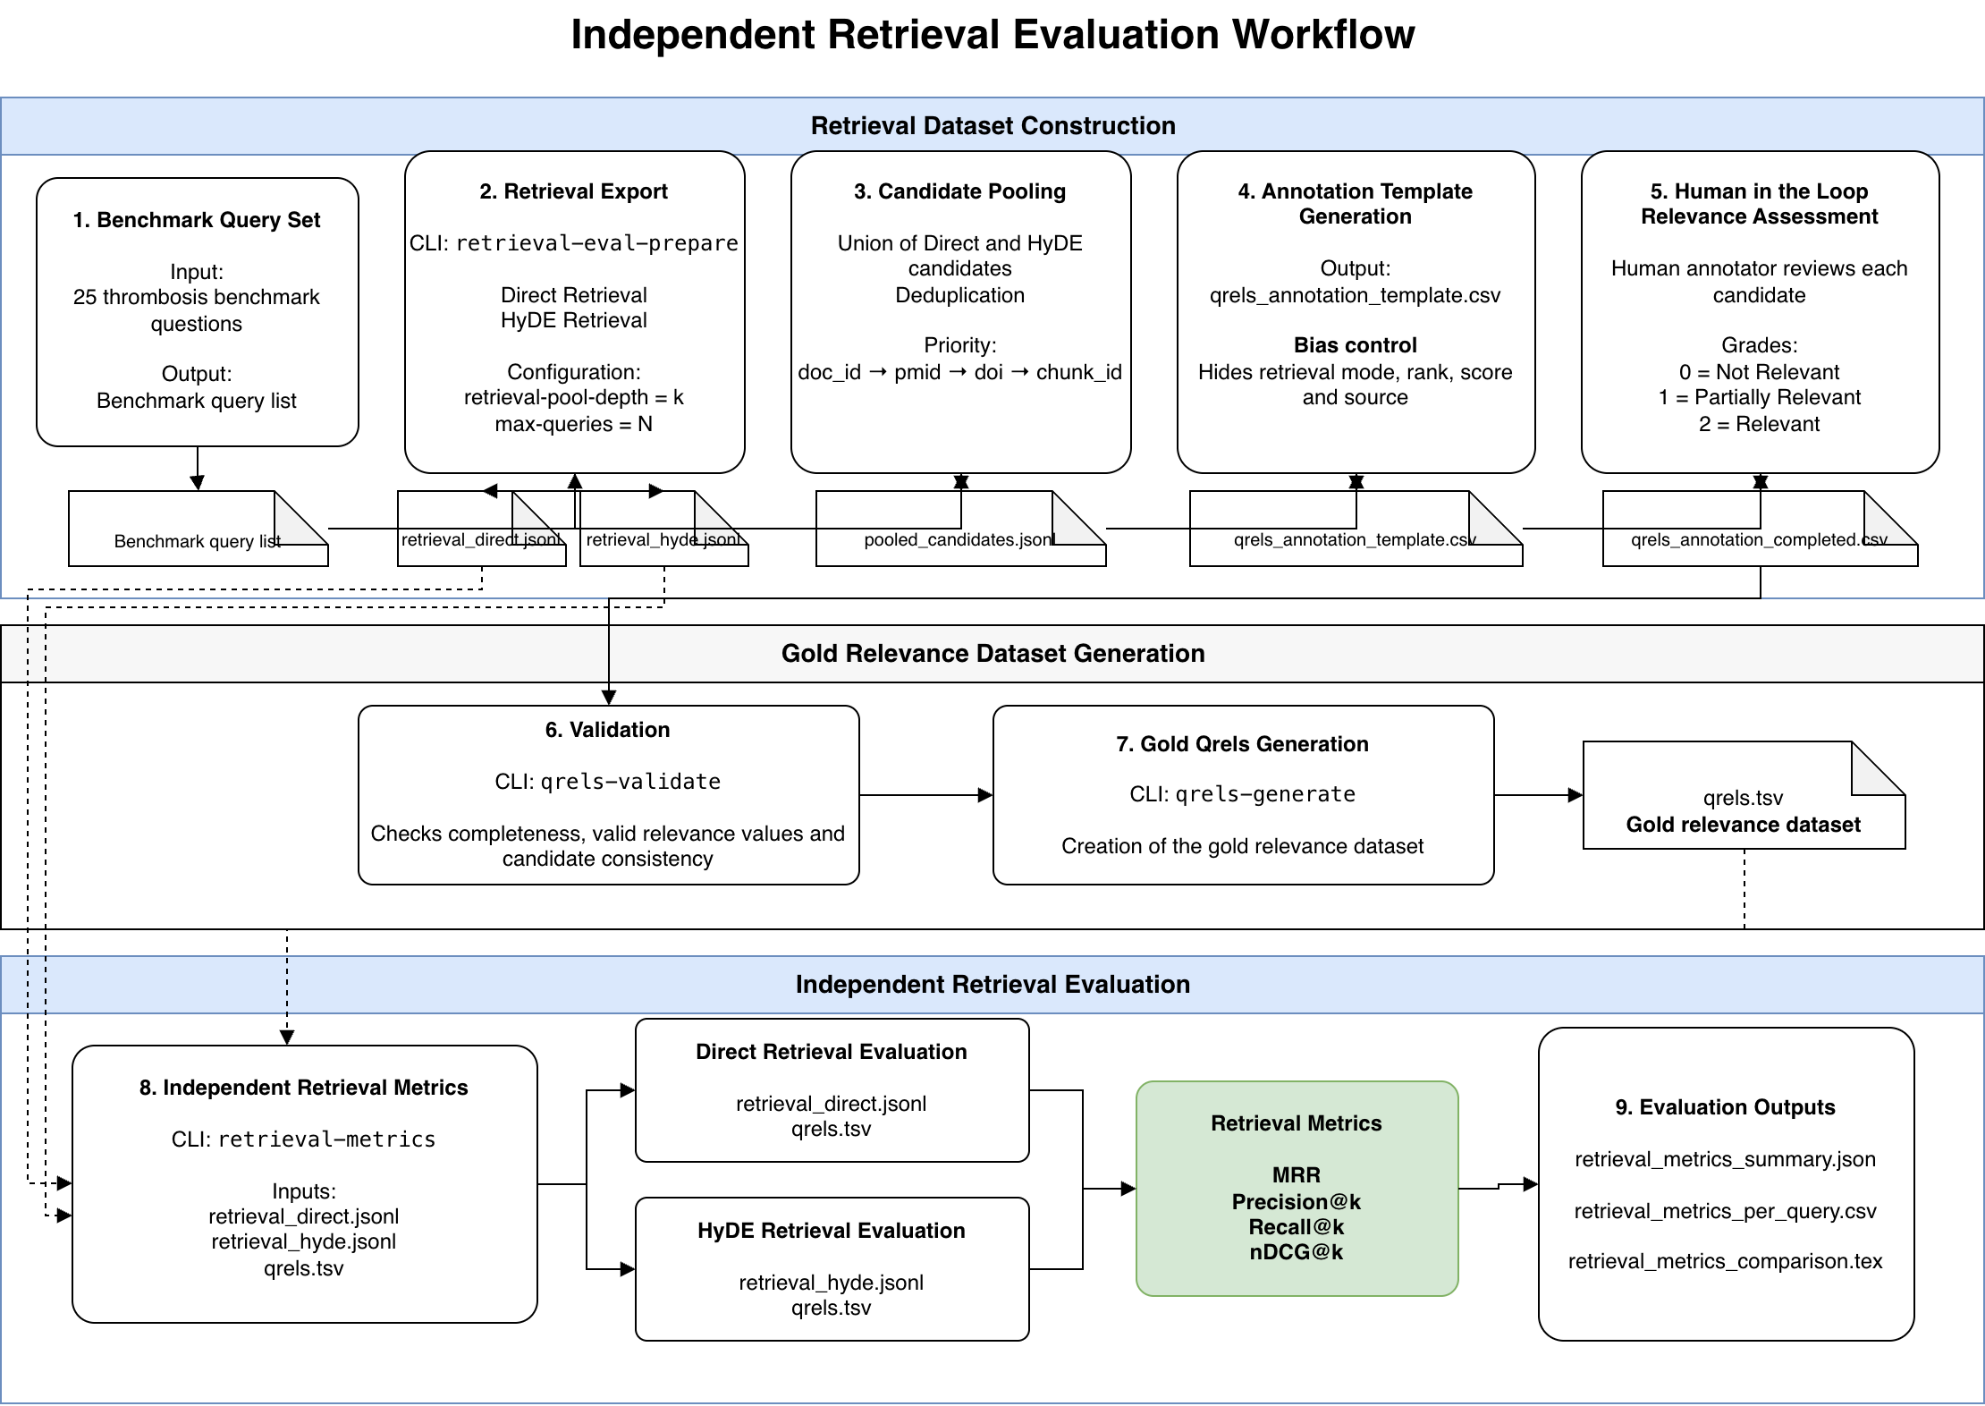 Independent Retrieval Evaluation Workflow
Retrieval Dataset Construction
1. Benchmark Query Set
Input:
25 thrombosis benchmark
questions
Output:
Benchmark query list
2. Retrieval Export
CLI: retrieval-eval-prepare
Direct Retrieval
HyDE Retrieval
Configuration:
retrieval-pool-depth = k
max-queries = N
3. Candidate Pooling
Union of Direct and HyDE
candidates
Deduplication
Priority:
doc_id → pmid → doi → chunk_id
4. Annotation Template
Generation
Output:
qrels_annotation_template.csv
Bias control
Hides retrieval mode, rank, score
and source
5. Human in the Loop
Relevance Assessment
Human annotator reviews each
candidate
Grades:
0 = Not Relevant
1 = Partially Relevant
2 = Relevant
Benchmark query list
retrieval_direct.jsonl
retrieval_hyde.jsonl
pooled_candidates.jsonl
qrels_annotation_template.csv
qrels_annotation_completed.csv
Gold Relevance Dataset Generation
6. Validation
CLI: qrels-validate
Checks completeness, valid relevance values and
candidate consistency
7. Gold Qrels Generation
CLI: qrels-generate
Creation of the gold relevance dataset
qrels.tsv
Gold relevance dataset
Independent Retrieval Evaluation
8. Independent Retrieval Metrics
CLI: retrieval-metrics
Inputs:
retrieval_direct.jsonl
retrieval_hyde.jsonl
qrels.tsv
Direct Retrieval Evaluation
retrieval_direct.jsonl
qrels.tsv
HyDE Retrieval Evaluation
retrieval_hyde.jsonl
qrels.tsv
Retrieval Metrics
MRR
Precision@k
Recall@k
nDCG@k
9. Evaluation Outputs
retrieval_metrics_summary.json
retrieval_metrics_per_query.csv
retrieval_metrics_comparison.tex